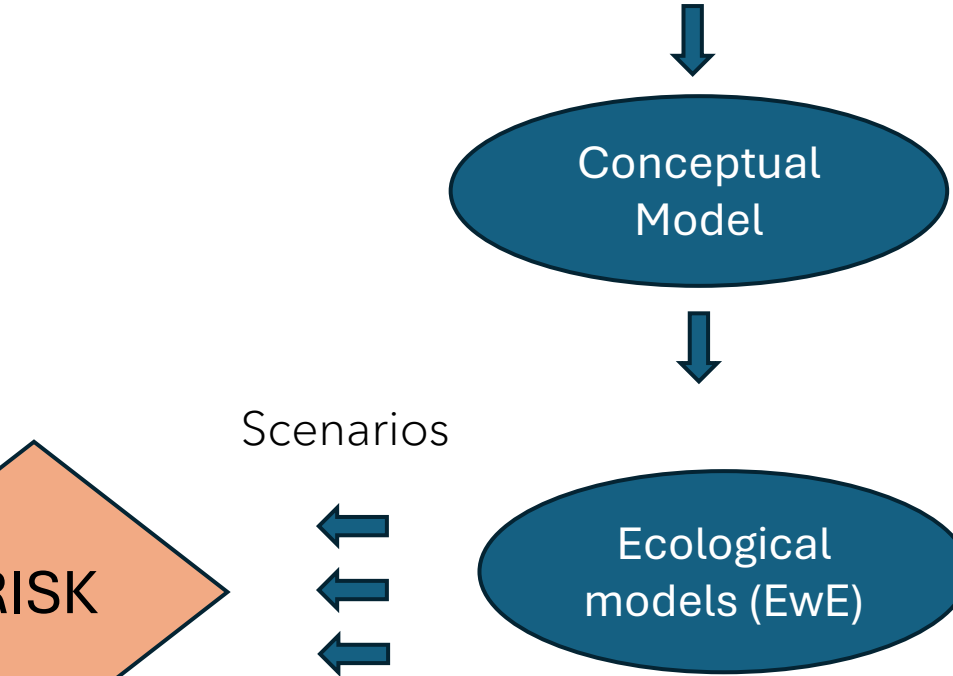 Conceptual
Model
Scenarios
Ecological
models (EwE)
RISK